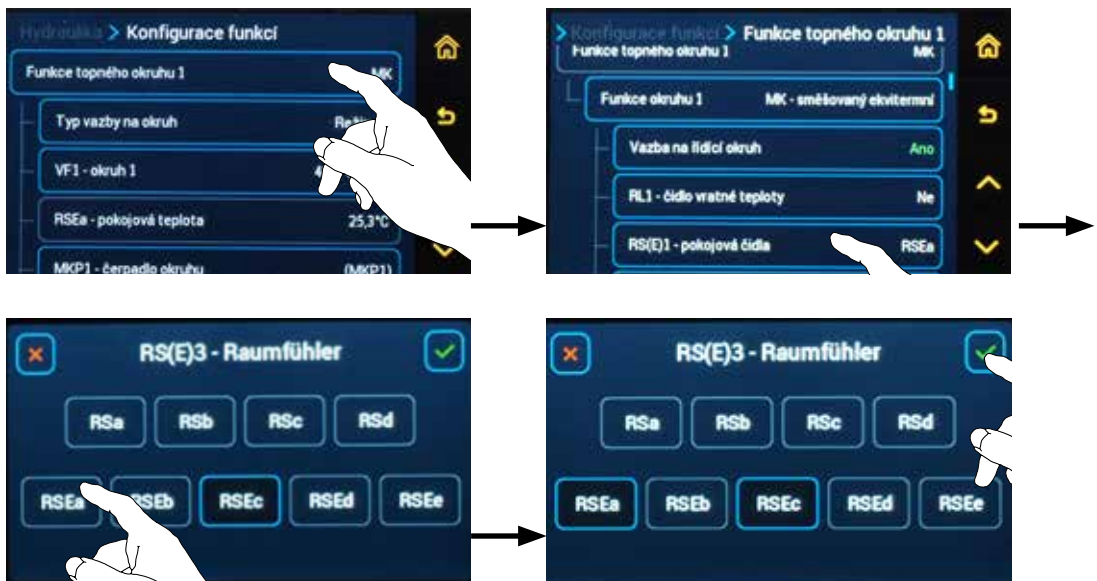 Hydraulika > Konfigurace funkcí
Funkce topného okruhu 1 MK
Typ vazby na okruh
VF1 - okruh 1
RSEa - pokojová teplota 25,3°C
MKP1 - čerpadlo okruhu (MKP1)
> Konfigurace funkcí > Funkce topného okruhu 1
Funkce topného okruhu 1 MK
Funkce okruhu 1 MK - směšovaný ekvitermní
Vazba na řídící okruh Ano
RL1 - čidlo vratné teploty Ne
RS(E)1 - pokojová čidla RSEa
RS(E)3 - Raumfühler
RSa RSb RSc RSd
RSEa RSEb RSEc RSEd RSEe
RS(E)3 - Raumfühler
RSa RSb RSc RSd
RSEa RSEb RSEc RSEd RSEe